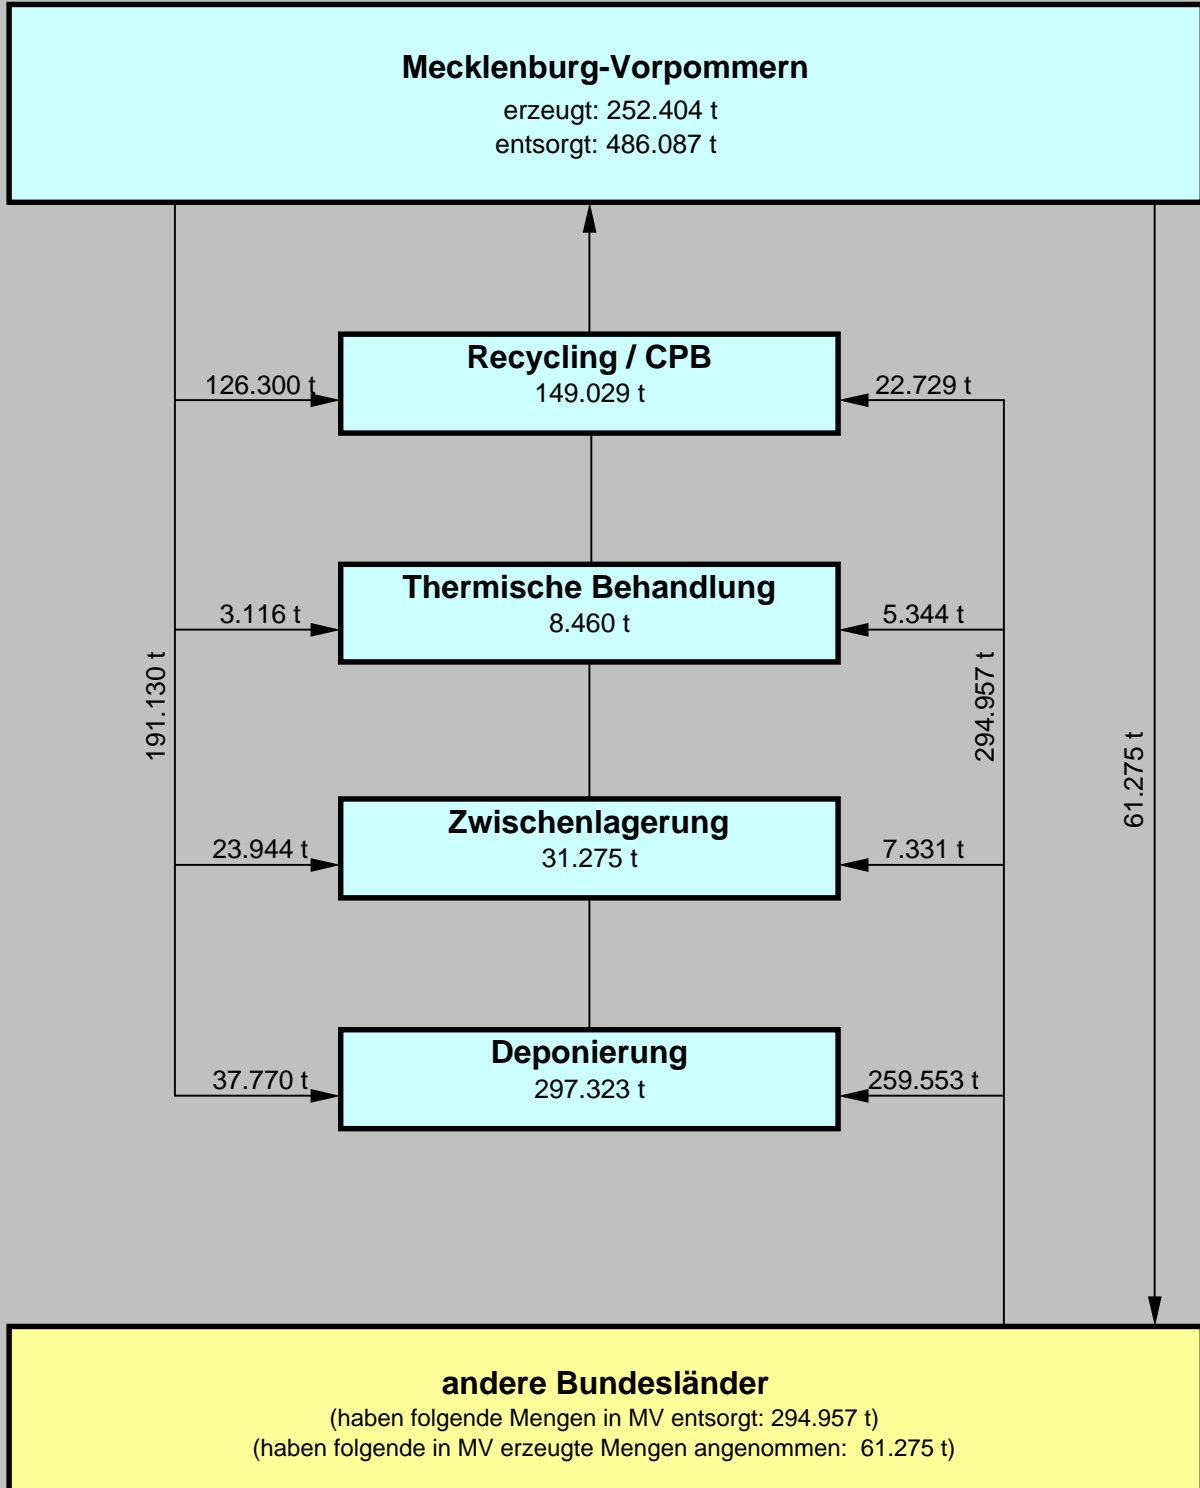 Mecklenburg-Vorpommern
erzeugt: 252.404 t
entsorgt: 486.087 t
Recycling / CPB
149.029 t
126.300 t
22.729 t
Thermische Behandlung
8.460 t
3.116 t
5.344 t
191.130 t
294.957 t
61.275 t
Zwischenlagerung
31.275 t
23.944 t
7.331 t
Deponierung
297.323 t
37.770 t
259.553 t
andere Bundesländer
(haben folgende Mengen in MV entsorgt: 294.957 t)
(haben folgende in MV erzeugte Mengen angenommen:  61.275 t)